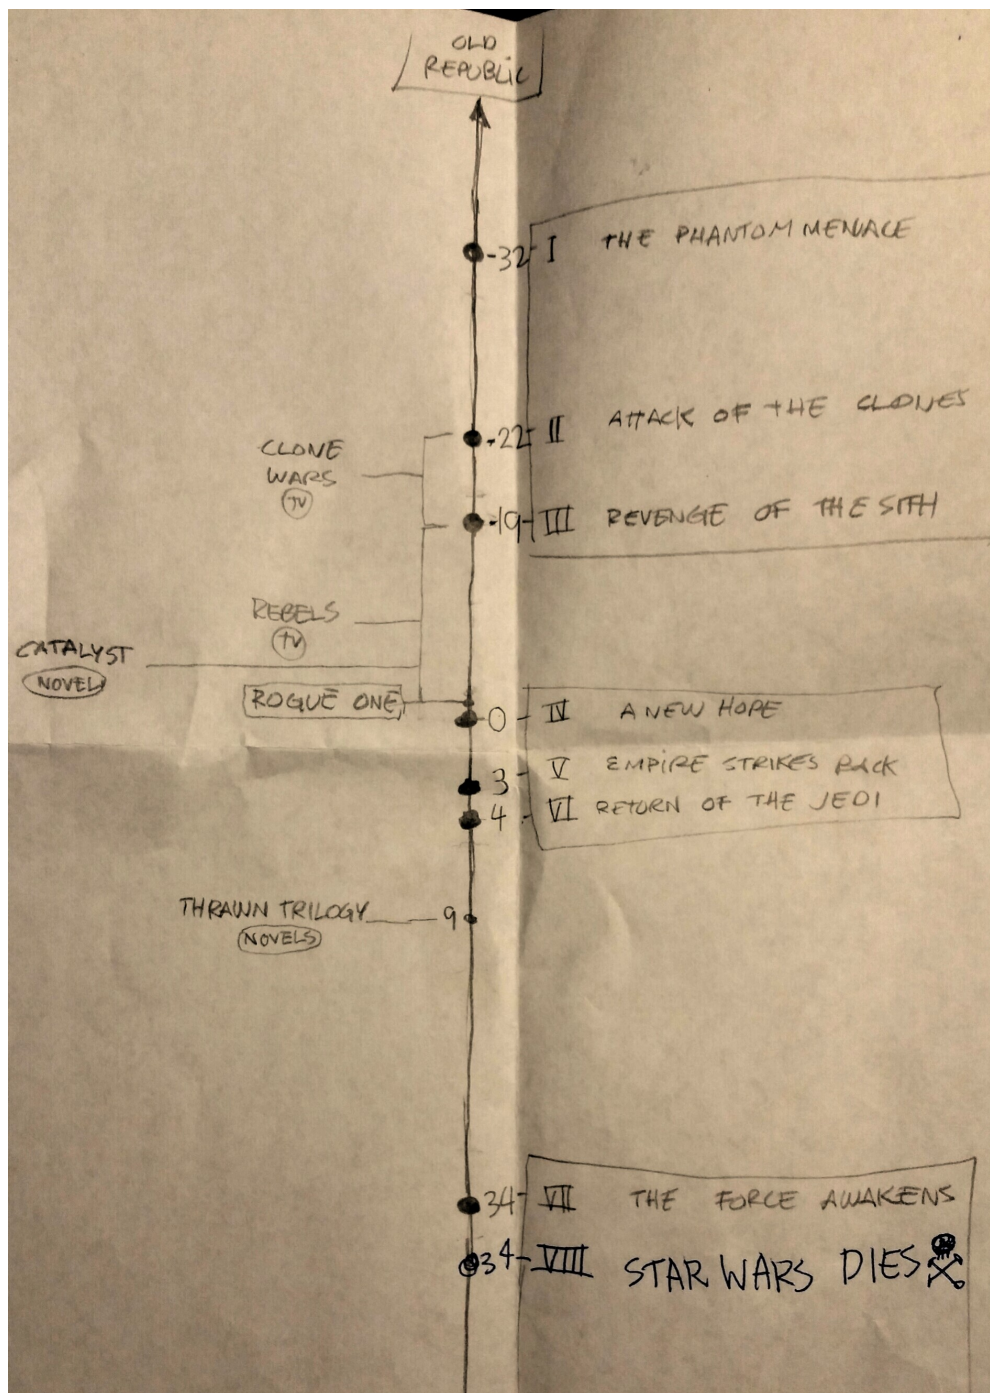 OLD
REPUBLIC
-32 I THE PHANTOM MENACE
-22 II ATTACK OF THE CLONES
CLONE
WARS
TV
-19 III REVENGE OF THE SITH
REBELS
TV
CATALYST
NOVEL
ROGUE ONE
0 IV A NEW HOPE
3 V EMPIRE STRIKES BACK
4 VI RETURN OF THE JEDI
THRAWN TRILOGY 9
NOVELS
34 VII THE FORCE AWAKENS
34 VIII STAR WARS DIES